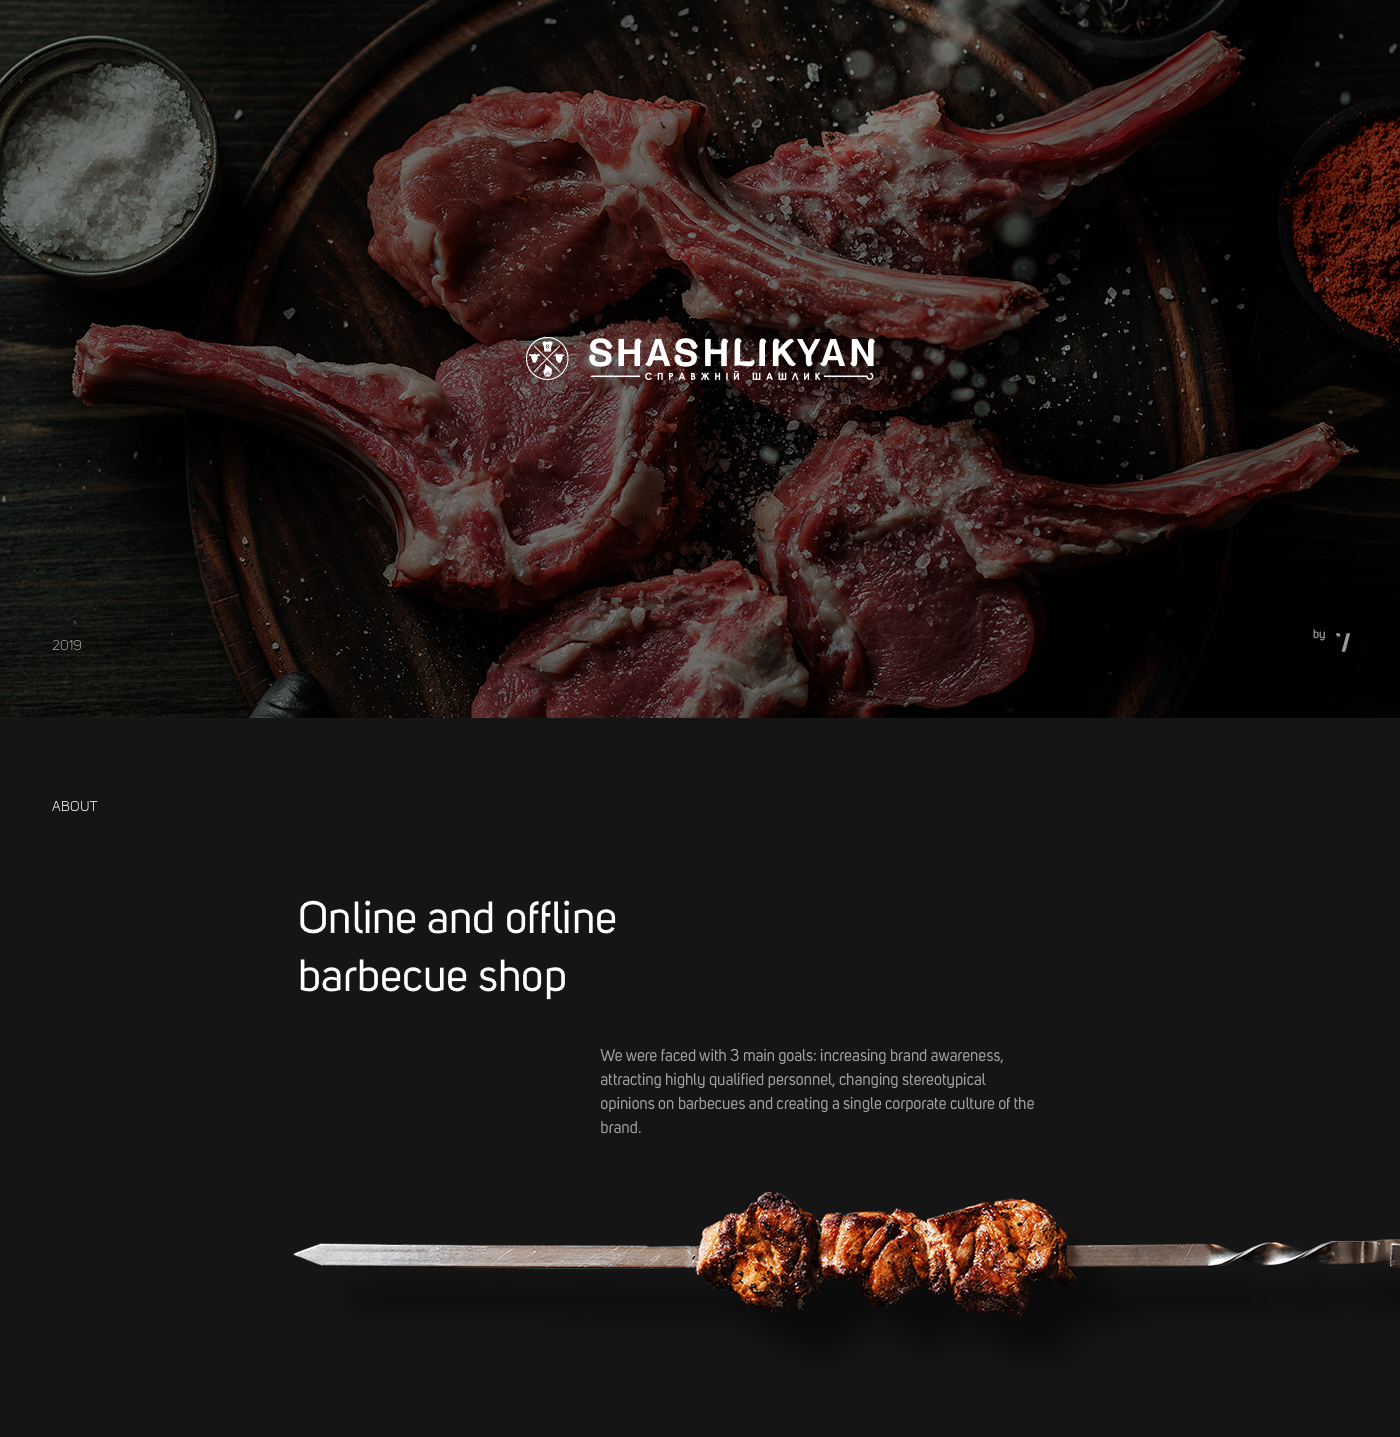 SHASHLIKYAN
СПРАВЖНІЙ ШАШЛИК
2019
by
ABOUT
Online and offline
barbecue shop
We were faced with 3 main goals: increasing brand awareness,
attracting highly qualified personnel, changing stereotypical
opinions on barbecues and creating a single corporate culture of the
brand.